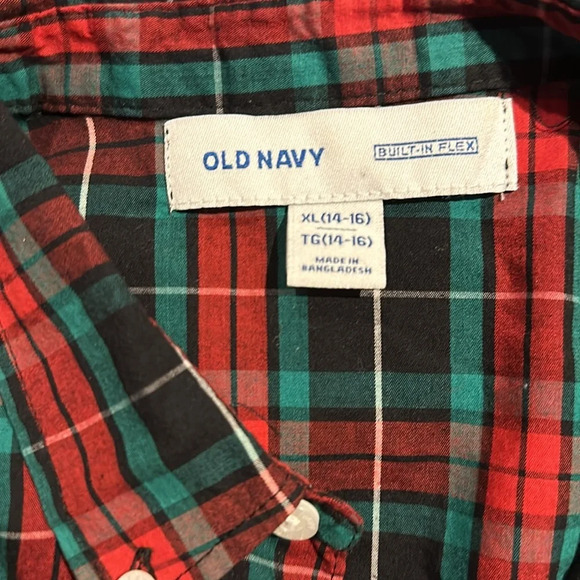 OLD NAVY
BUILT-IN FLEX
XL(14-16)
TG(14-16)
MADE IN
BANGLADESH